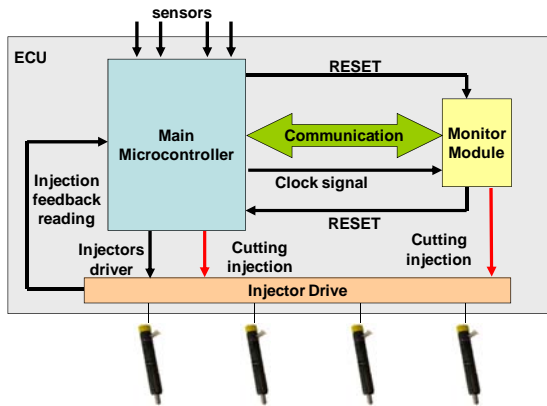 sensors
ECU
RESET
Main
Microcontroller
Communication
Monitor
Module
Injection
feedback
reading
Clock signal
RESET
Injectors
driver
Cutting
injection
Cutting
injection
Injector Drive